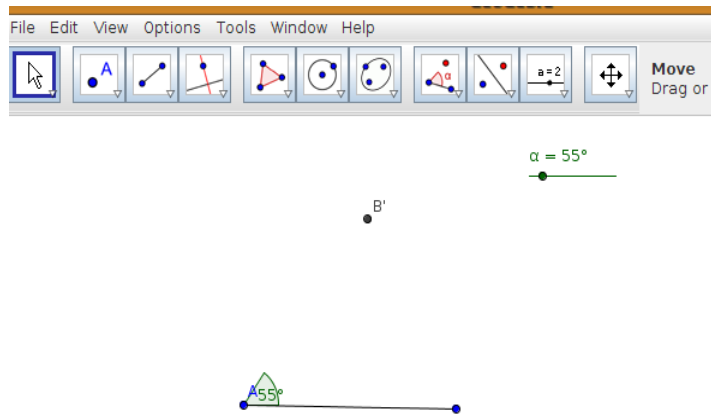 File Edit View Options Tools Window Help
A
α
a=2
Move
Drag or
α = 55°
B'
A
55°